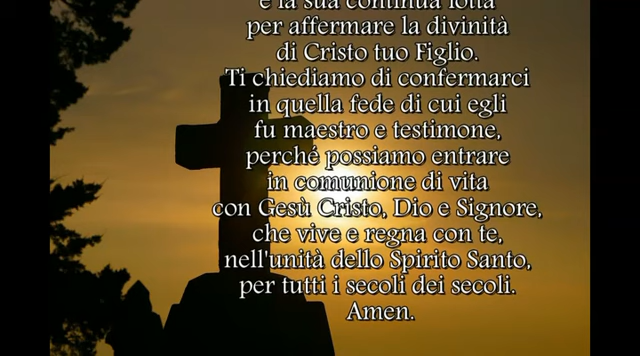 e la sua continua lotta
per affermare la divinità
di Cristo tuo Figlio.
Ti chiediamo di confermarci
in quella fede di cui egli
fu maestro e testimone,
perché possiamo entrare
in comunione di vita
con Gesù Cristo, Dio e Signore,
che vive e regna con te,
nell'unità dello Spirito Santo,
per tutti i secoli dei secoli.
Amen.